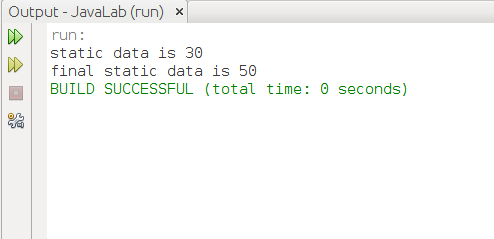 Output - JavaLab (run) ×
run:
static data is 30
final static data is 50
BUILD SUCCESSFUL (total time: 0 seconds)